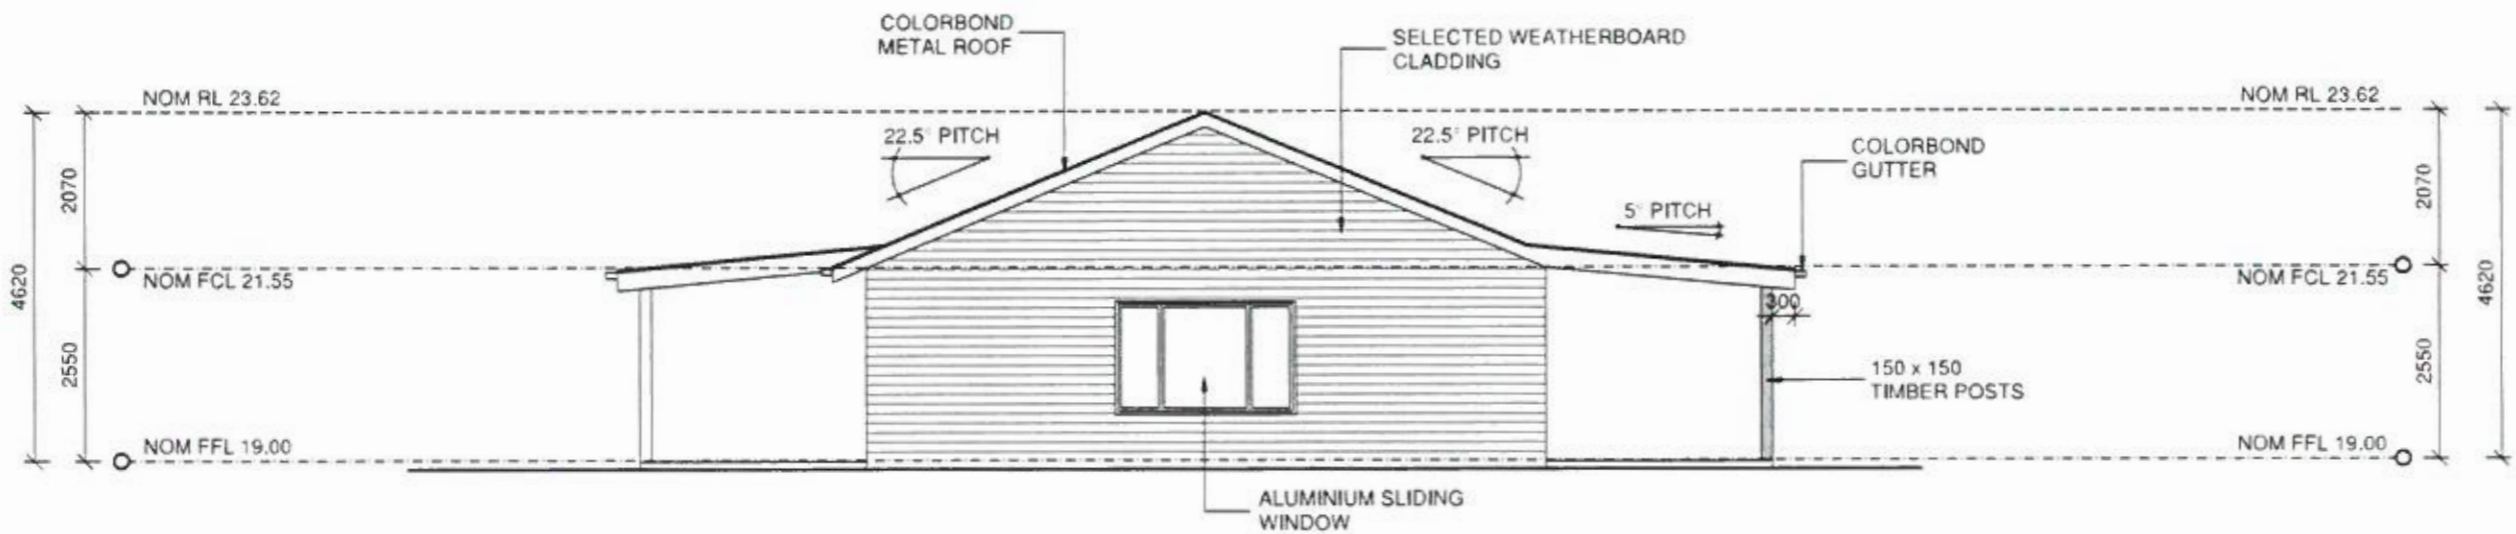 COLORBOND
METAL ROOF
SELECTED WEATHERBOARD
CLADDING
NOM RL 23.62
NOM RL 23.62
22.5° PITCH
22.5° PITCH
COLORBOND
GUTTER
2070
2070
5° PITCH
4620
4620
NOM FCL 21.55
NOM FCL 21.55
300
2550
2550
150 x 150
TIMBER POSTS
NOM FFL 19.00
NOM FFL 19.00
ALUMINIUM SLIDING
WINDOW